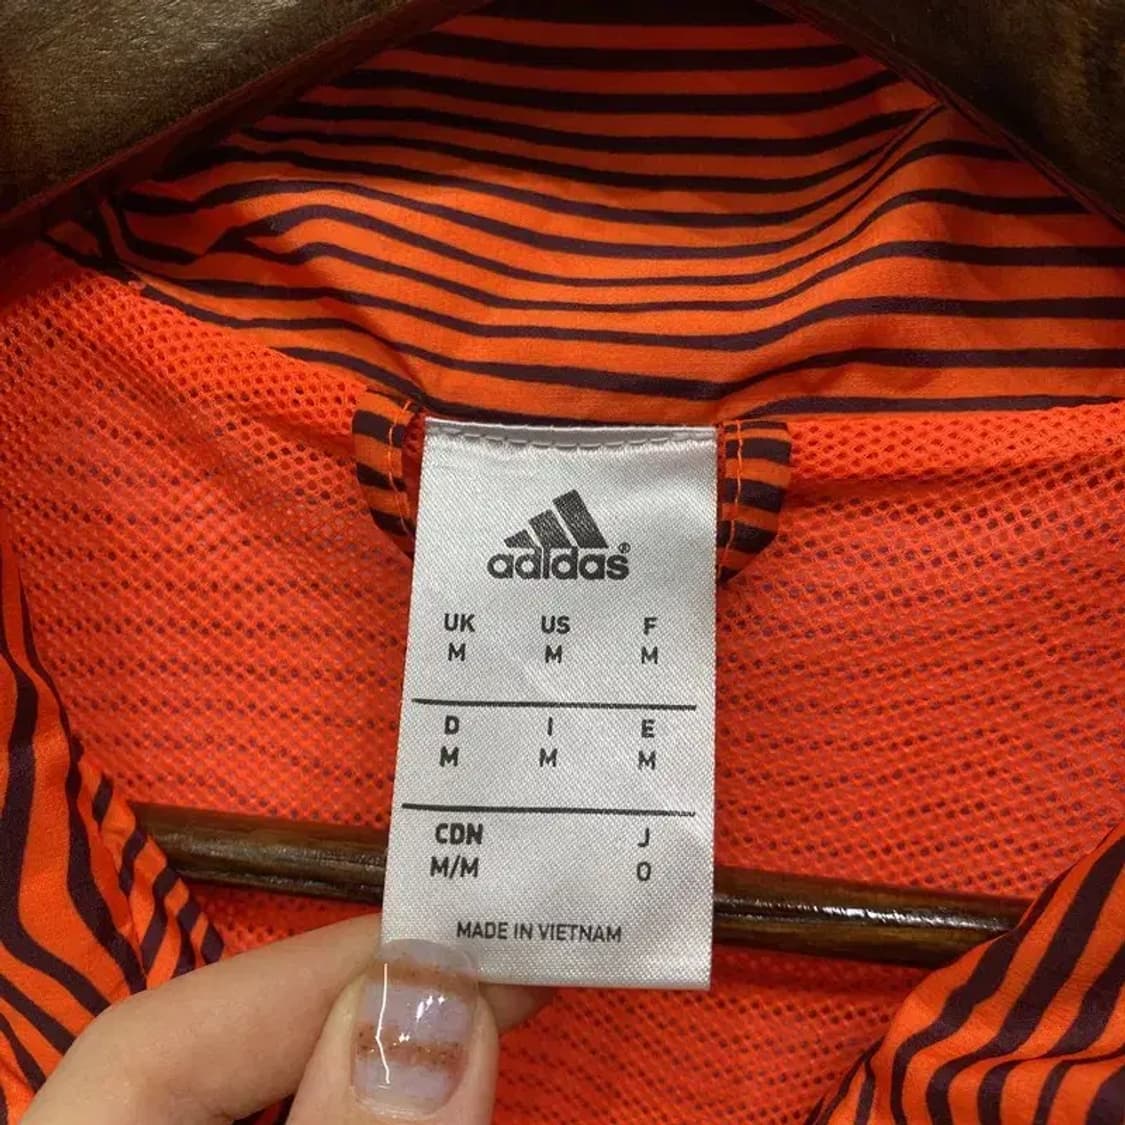 adidas®
UK US F
M M M
D I E
M M M
CDN J
M/M O
MADE IN VIETNAM